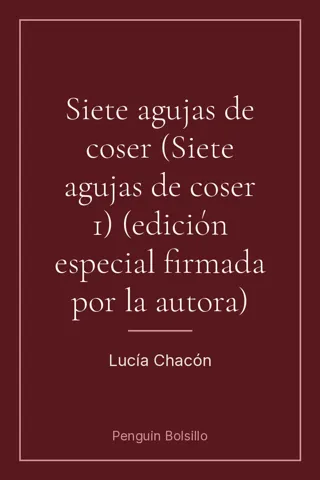 Siete agujas de
coser (Siete
agujas de coser
1) (edición
especial firmada
por la autora)
Lucía Chacón
Penguin Bolsillo